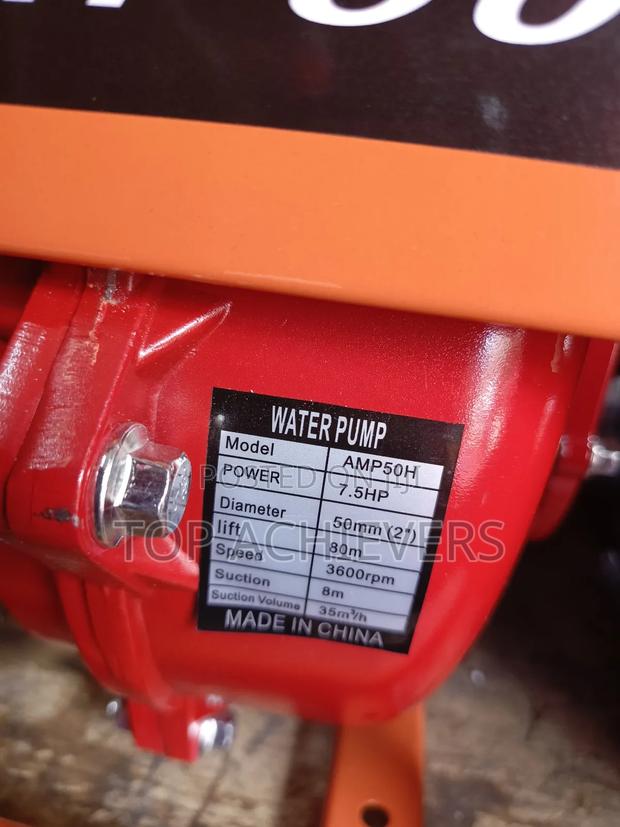 WATER PUMP
Model AMP50H
POWER 7.5HP
Diameter 50mm (2")
lift 80m
Speed 3600rpm
Suction 8m
Suction Volume 35m³/h
MADE IN CHINA
POSTED ON Jiji
TOP ACHIEVERS